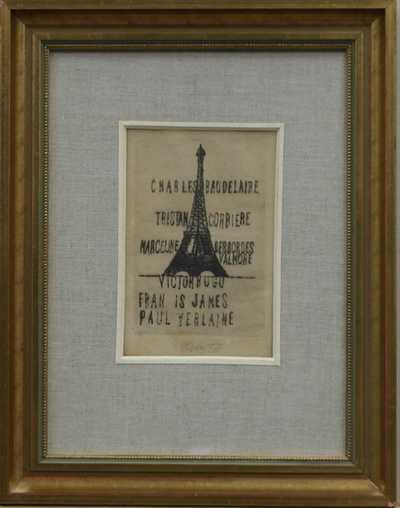 CHARLES BAUDELAIRE
TRISTAN CORBIERE
MARCELINE DESBORDES
VALMORE
VICTOR HUGO
FRAN IS JAMES
PAUL VERLAINE